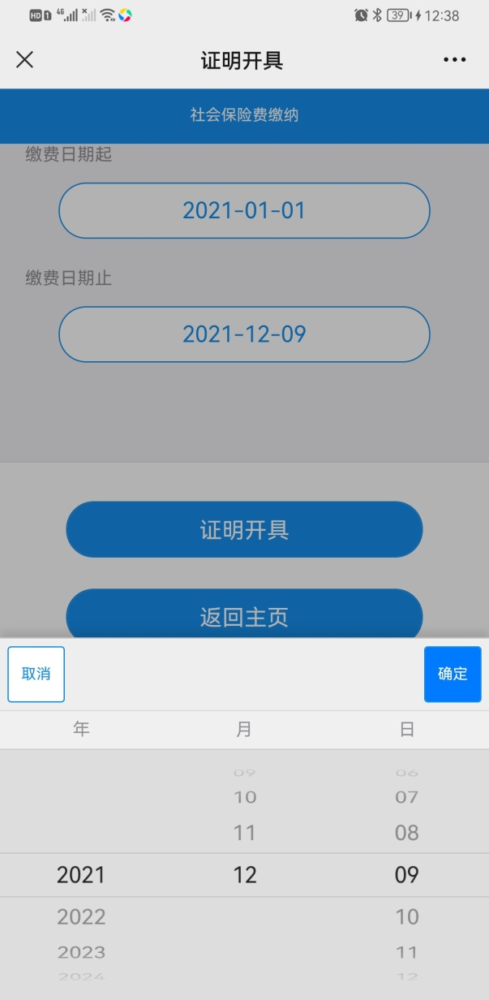 HD 1 4G 39 12:38
证明开具
社会保险费缴纳
缴费日期起
2021-01-01
缴费日期止
2021-12-09
证明开具
返回主页
取消 确定
年 月 日
09 06
10 07
11 08
2021 12 09
2022 10
2023 11
2024 12